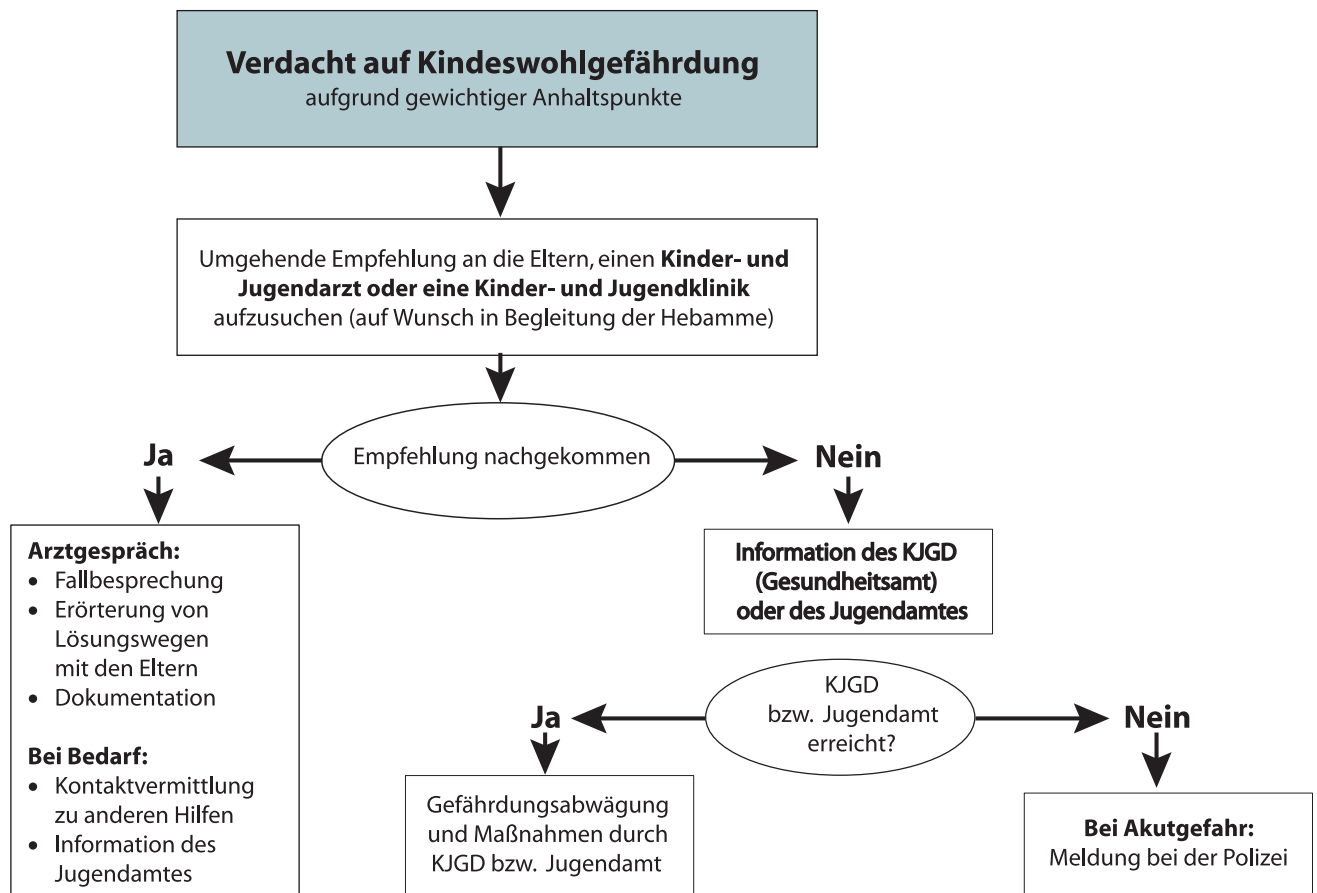 Verdacht auf Kindeswohlgefährdung
aufgrund gewichtiger Anhaltspunkte
Umgehende Empfehlung an die Eltern, einen Kinder- und
Jugendarzt oder eine Kinder- und Jugendklinik
aufzusuchen (auf Wunsch in Begleitung der Hebamme)
Empfehlung nachgekommen
Ja
Nein
Arztgespräch:
• Fallbesprechung
• Erörterung von
Lösungswegen
mit den Eltern
• Dokumentation
Bei Bedarf:
• Kontaktvermittlung
zu anderen Hilfen
• Information des
Jugendamtes
Information des KJGD
(Gesundheitsamt)
oder des Jugendamtes
KJGD
bzw. Jugendamt
erreicht?
Ja
Nein
Gefährdungsabwägung
und Maßnahmen durch
KJGD bzw. Jugendamt
Bei Akutgefahr:
Meldung bei der Polizei